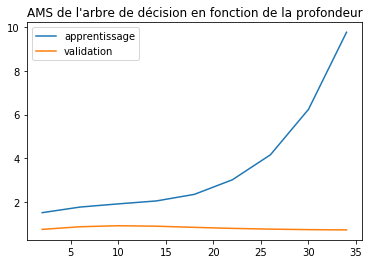 AMS de l'arbre de décision en fonction de la profondeur
apprentissage
validation
10
8
6
4
2
5 10 15 20 25 30 35